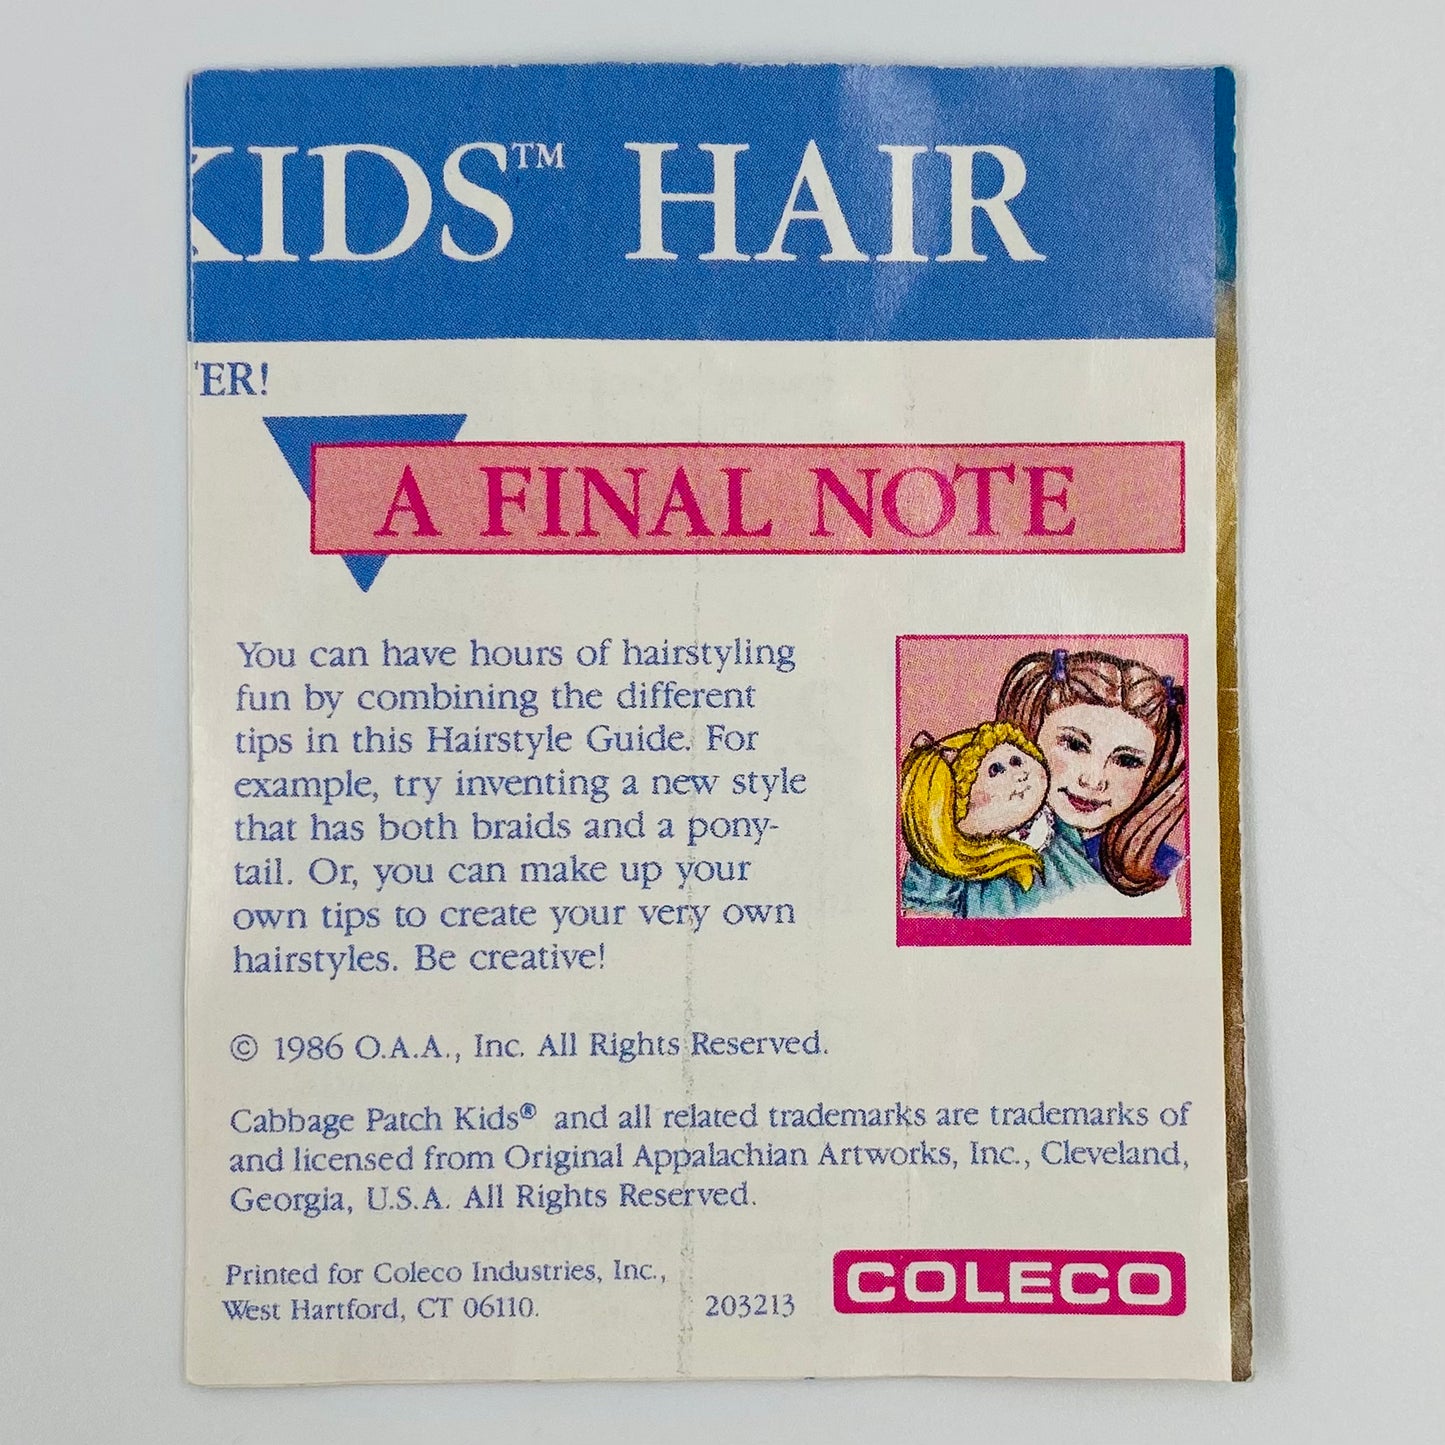 KIDS™ HAIR
TER!
A FINAL NOTE
You can have hours of hairstyling
fun by combining the different
tips in this Hairstyle Guide. For
example, try inventing a new style
that has both braids and a pony-
tail. Or, you can make up your
own tips to create your very own
hairstyles. Be creative!
© 1986 O.A.A., Inc. All Rights Reserved.
Cabbage Patch Kids® and all related trademarks are trademarks of
and licensed from Original Appalachian Artworks, Inc., Cleveland,
Georgia, U.S.A. All Rights Reserved.
Printed for Coleco Industries, Inc.,
West Hartford, CT 06110. 203213
COLECO